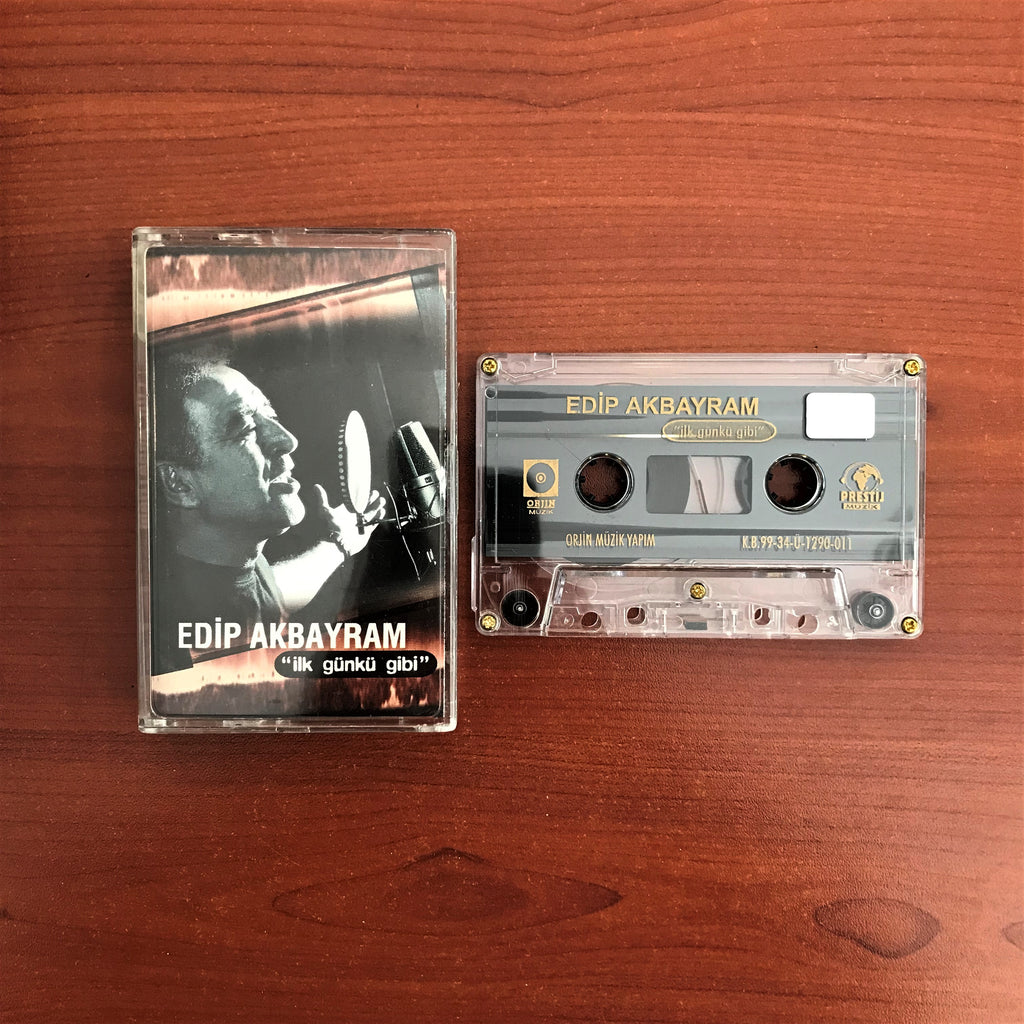 EDİP AKBAYRAM
"ilk günkü gibi"
EDİP AKBAYRAM
"ilk günkü gibi"
ORJİN
MÜZİK
PRESTİJ
MÜZİK
ORJİN MÜZİK YAPIM
K.B.99-34-Ü-1290-011